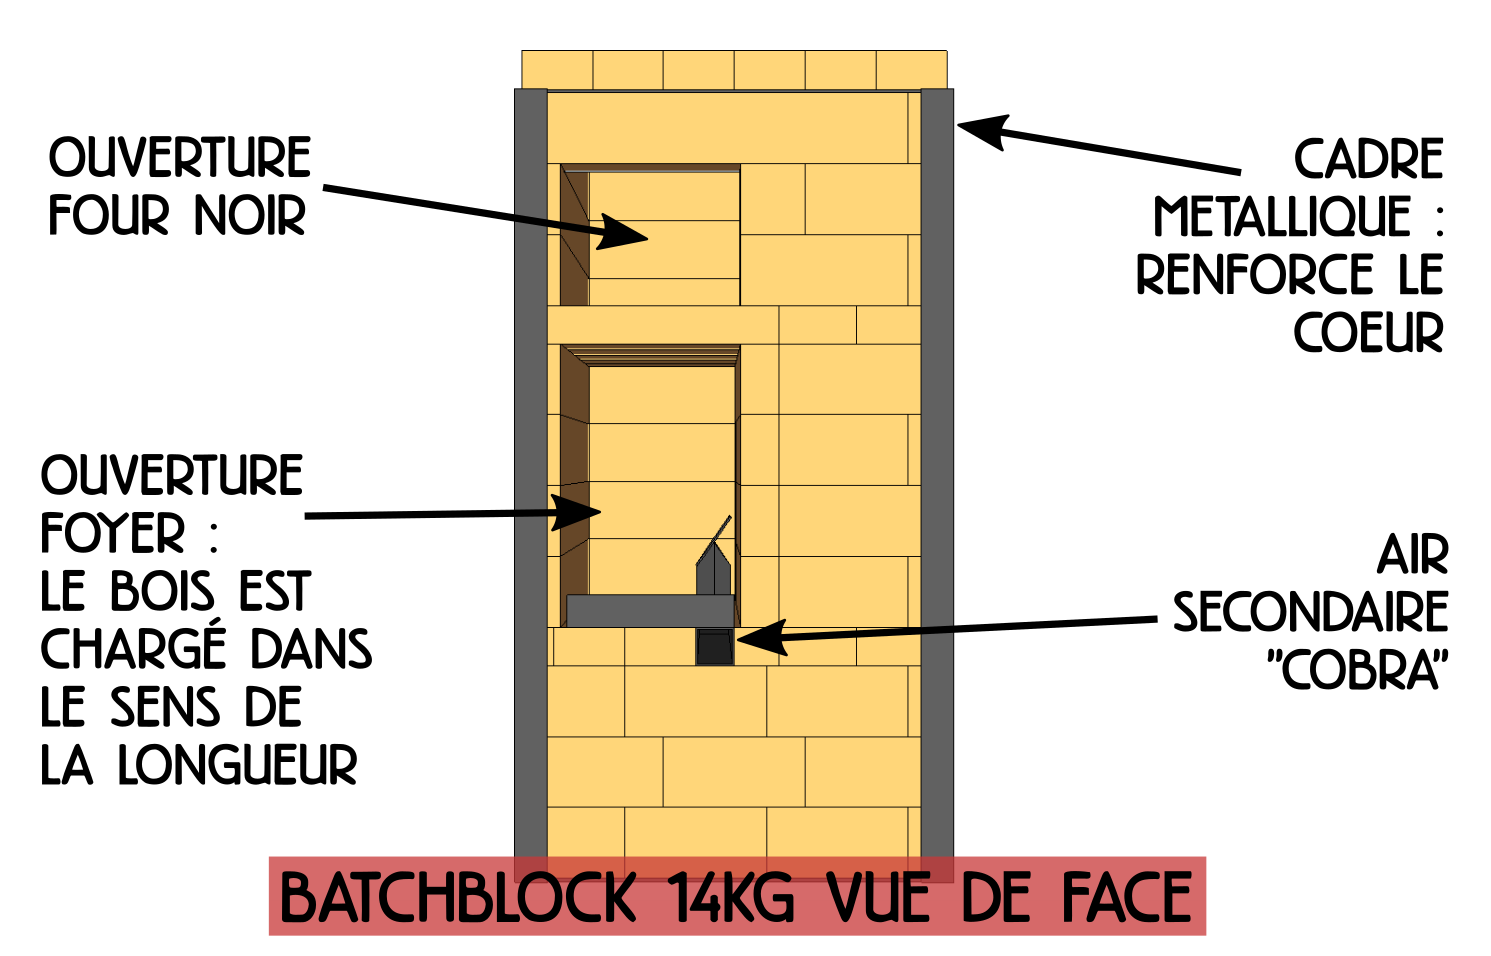 OUVERTURE
FOUR NOIR
CADRE
METALLIQUE :
RENFORCE LE
COEUR
OUVERTURE
FOYER :
LE BOIS EST
CHARGÉ DANS
LE SENS DE
LA LONGUEUR
AIR
SECONDAIRE
"COBRA"
BATCHBLOCK 14KG VUE DE FACE